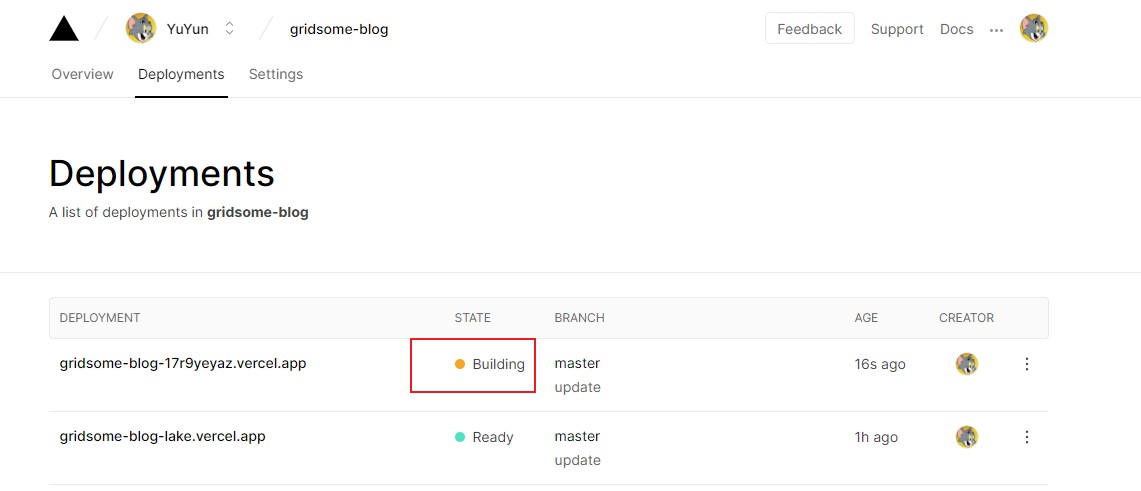 YuYun gridsome-blog Feedback Support Docs ...
Overview Deployments Settings
Deployments
A list of deployments in gridsome-blog
DEPLOYMENT STATE BRANCH AGE CREATOR
gridsome-blog-17r9yeyaz.vercel.app Building master 16s ago
update
gridsome-blog-lake.vercel.app Ready master 1h ago
update